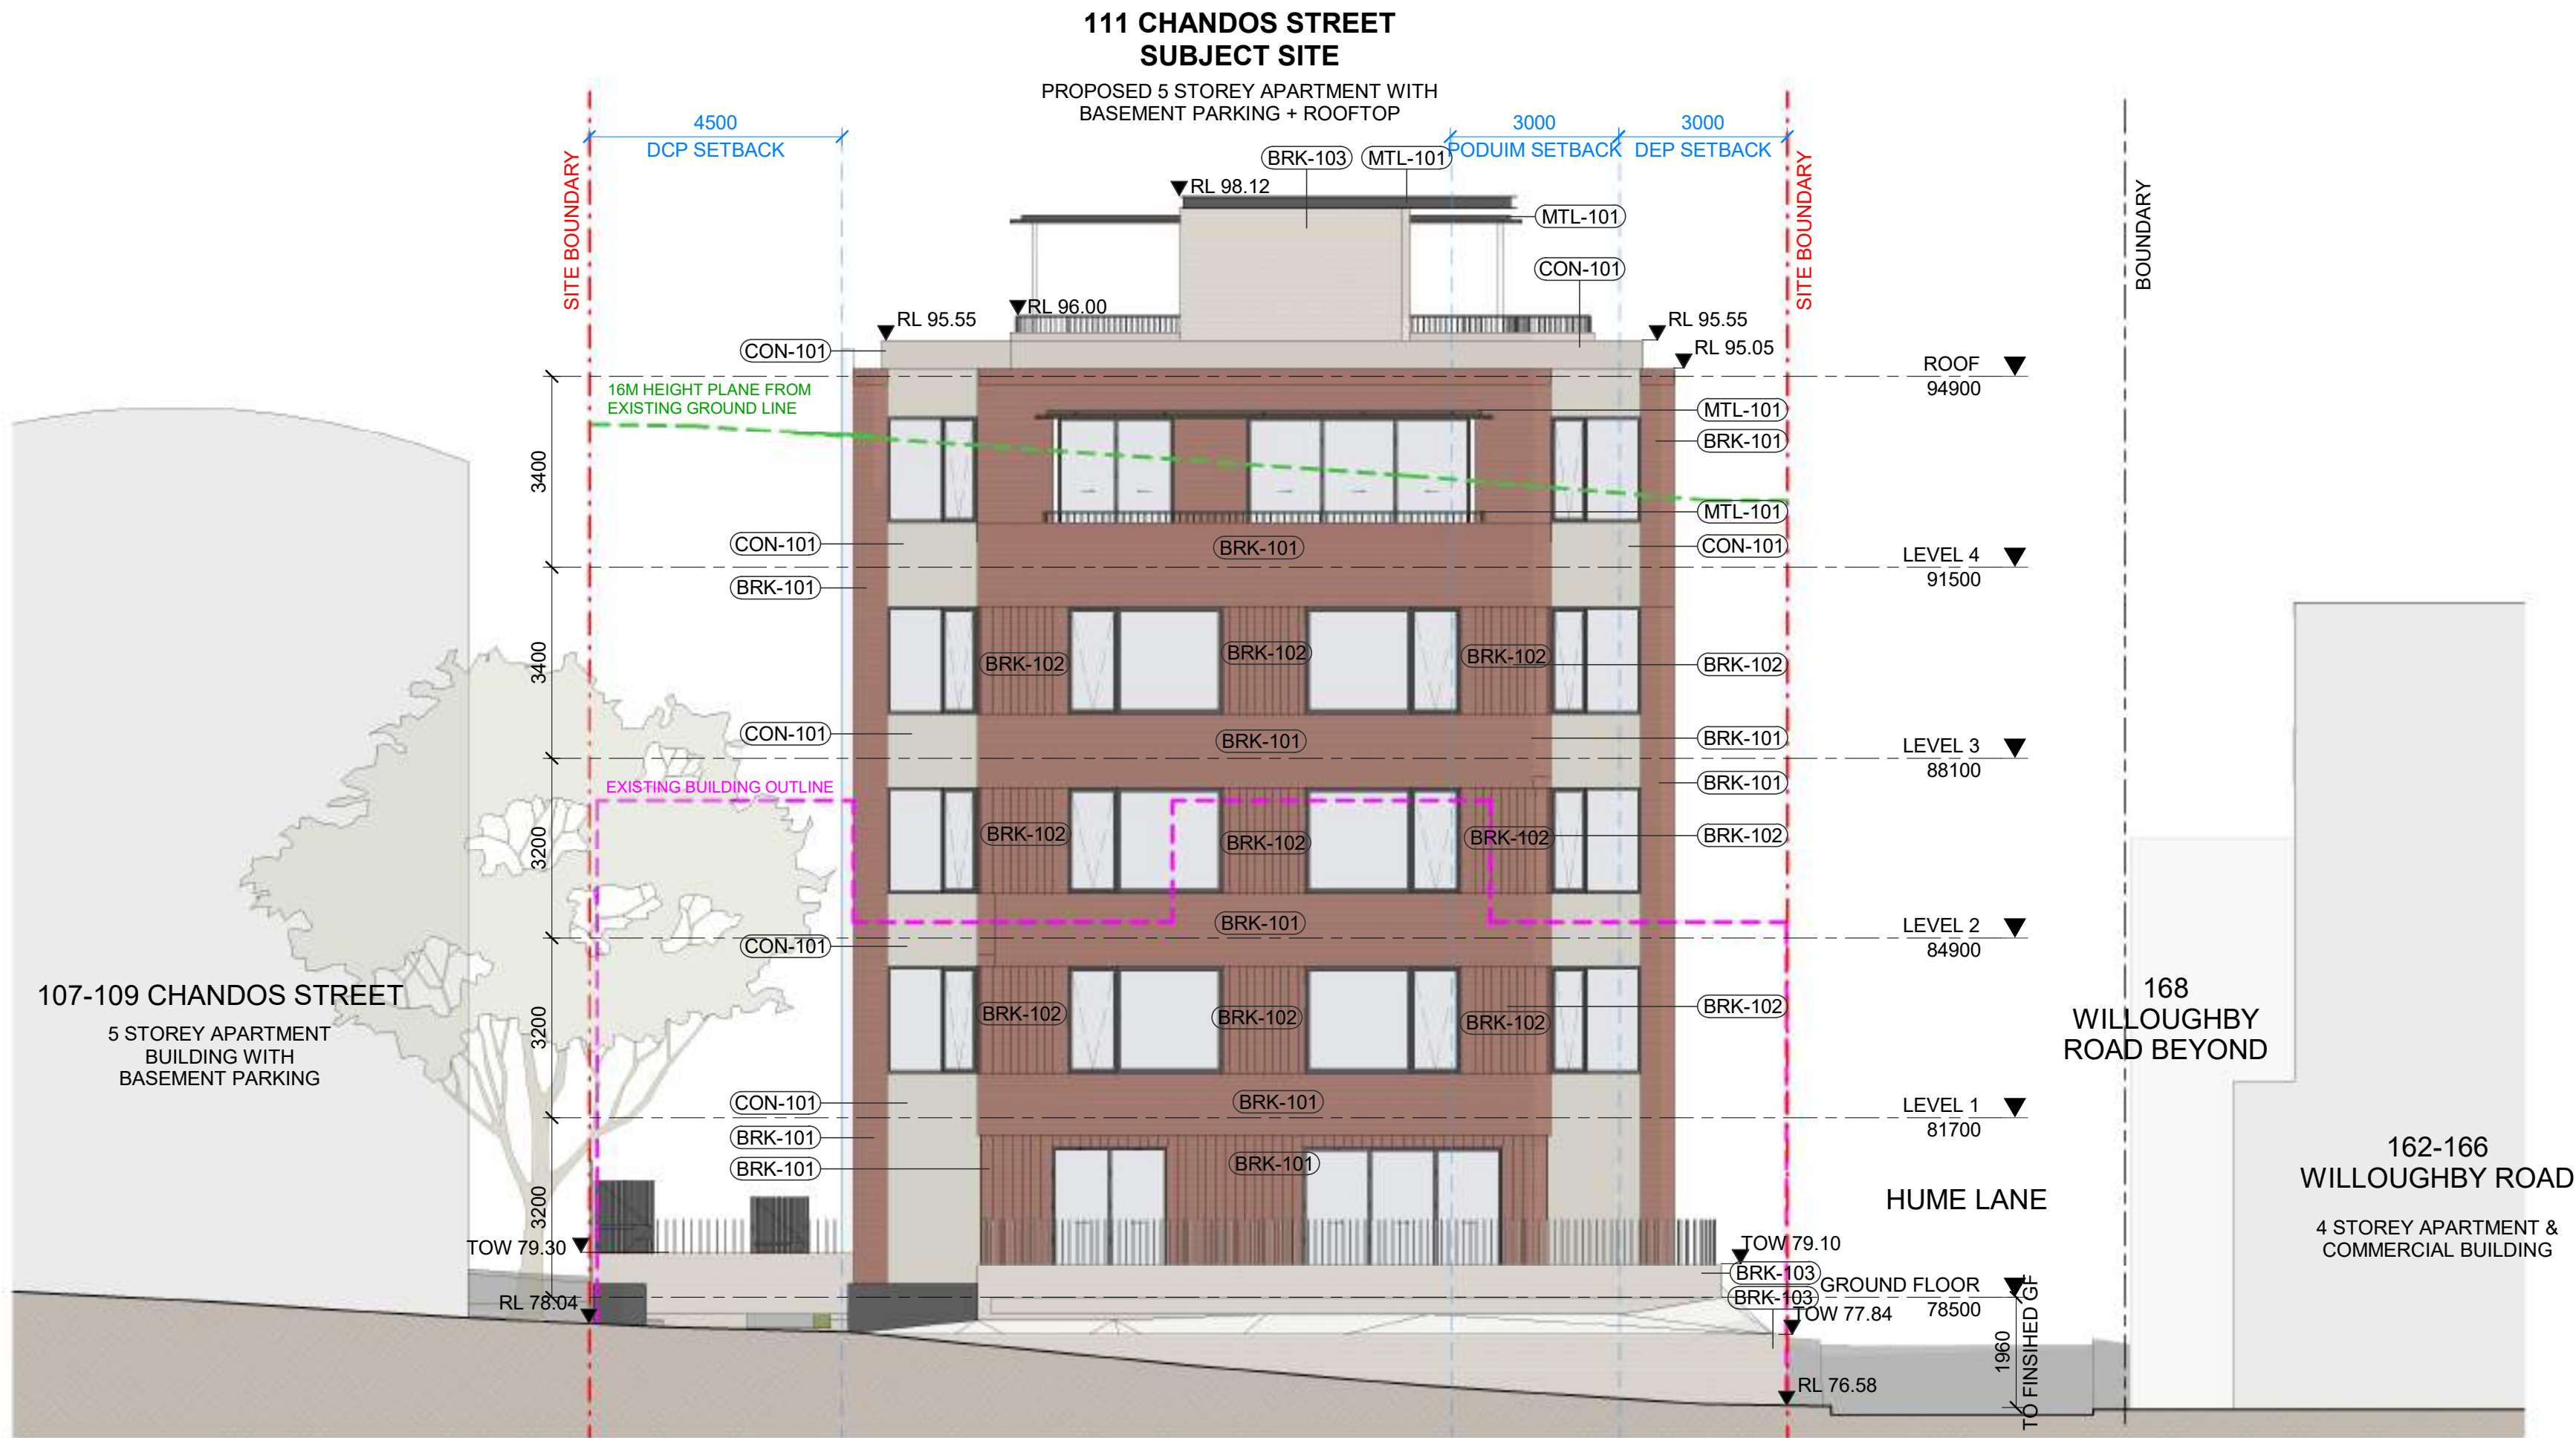 111 CHANDOS STREET
SUBJECT SITE
PROPOSED 5 STOREY APARTMENT WITH
BASEMENT PARKING + ROOFTOP
4500
DCP SETBACK
3000
PODUIM SETBACK
3000
DEP SETBACK
SITE BOUNDARY
SITE BOUNDARY
BOUNDARY
BRK-103
MTL-101
RL 98.12
MTL-101
CON-101
RL 96.00
RL 95.55
RL 95.55
CON-101
RL 95.05
ROOF
94900
16M HEIGHT PLANE FROM
EXISTING GROUND LINE
MTL-101
BRK-101
3400
MTL-101
CON-101
BRK-101
CON-101
LEVEL 4
91500
BRK-101
3400
BRK-102
BRK-102
BRK-102
BRK-102
CON-101
BRK-101
BRK-101
LEVEL 3
88100
EXISTING BUILDING OUTLINE
BRK-101
3200
BRK-102
BRK-102
BRK-102
BRK-102
BRK-101
CON-101
LEVEL 2
84900
107-109 CHANDOS STREET
5 STOREY APARTMENT
BUILDING WITH
BASEMENT PARKING
3200
BRK-102
BRK-102
BRK-102
BRK-102
168
WILLOUGHBY
ROAD BEYOND
CON-101
BRK-101
LEVEL 1
81700
BRK-101
BRK-101
BRK-101
162-166
WILLOUGHBY ROAD
4 STOREY APARTMENT &
COMMERCIAL BUILDING
HUME LANE
3200
TOW 79.30
TOW 79.10
BRK-103
GROUND FLOOR
78500
BRK-103
RL 78.04
TOW 77.84
1960
TO FINSIHED GF
RL 76.58